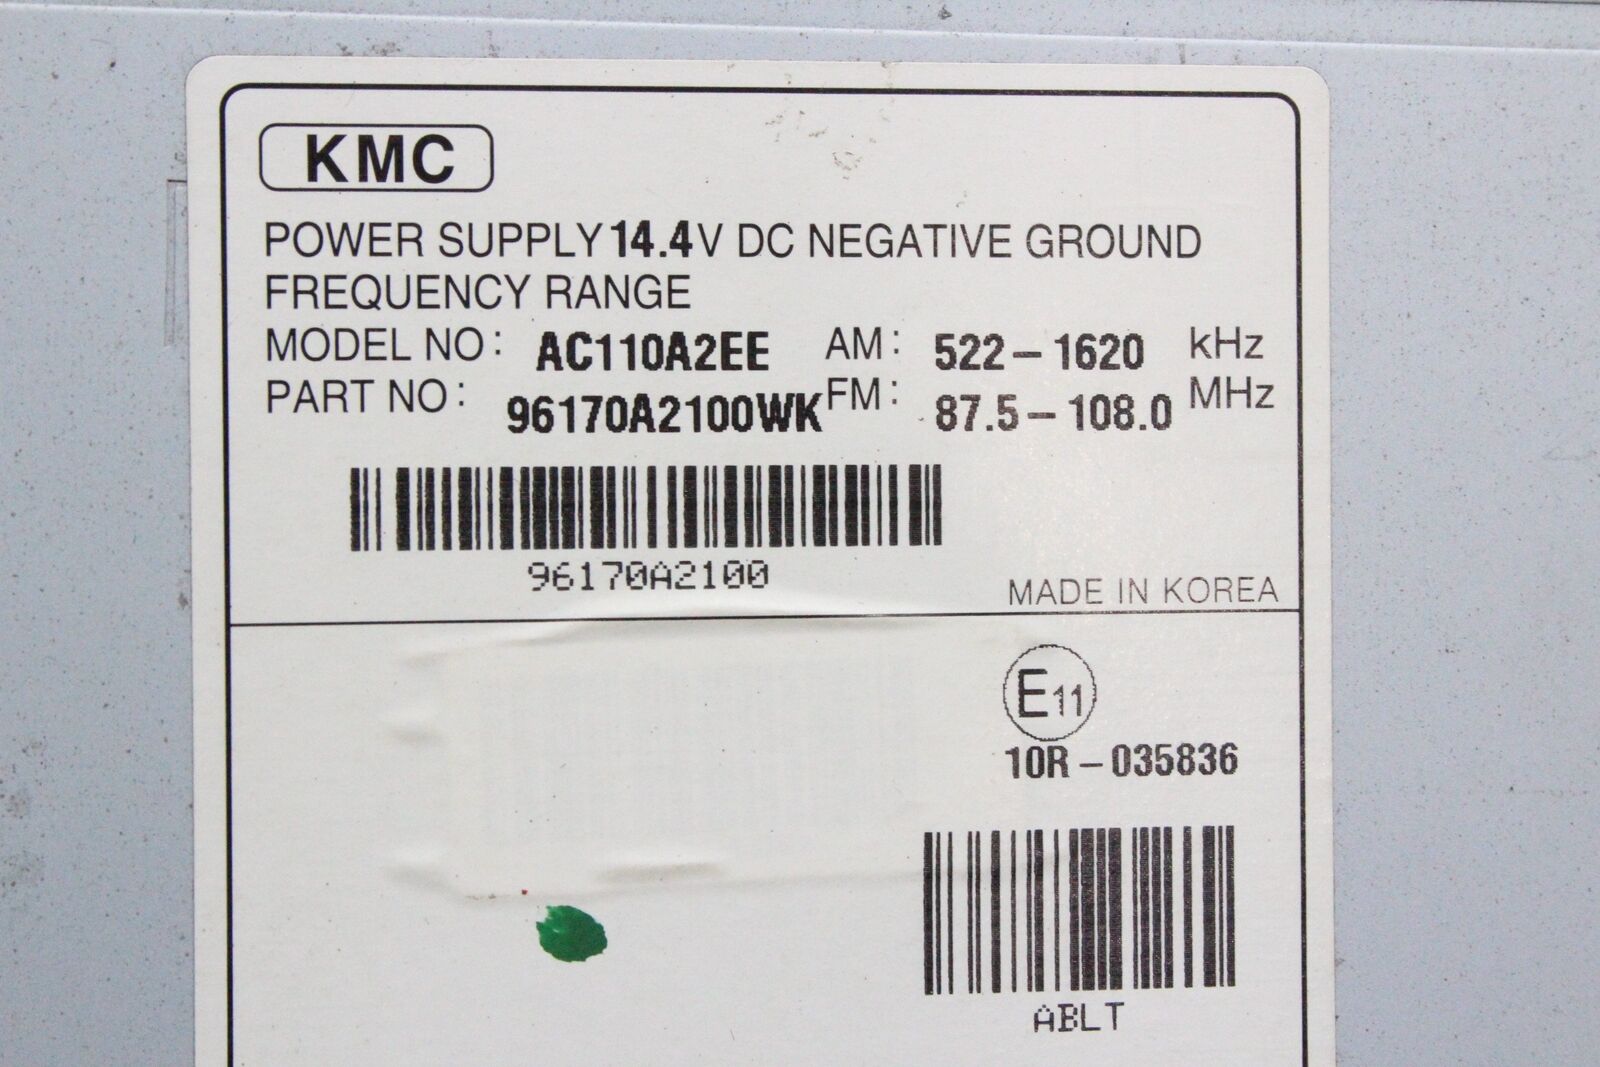 KMC
POWER SUPPLY 14.4V DC NEGATIVE GROUND
FREQUENCY RANGE
MODEL NO: AC110A2EE AM: 522-1620 kHz
PART NO: 96170A2100WK FM: 87.5-108.0 MHz
96170A2100
MADE IN KOREA
E11
10R-035836
ABLT